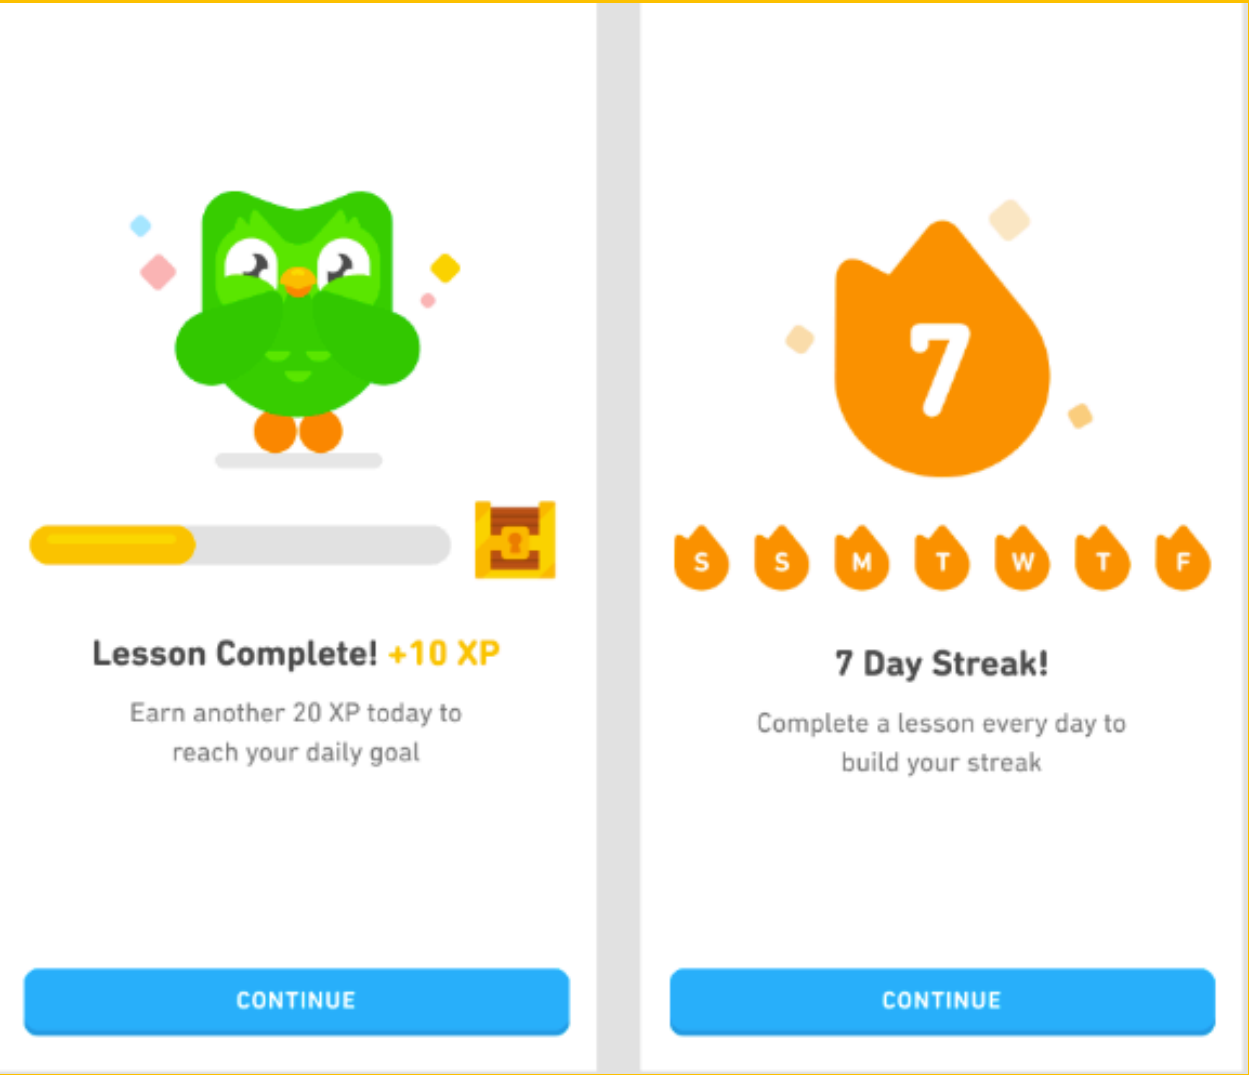 Lesson Complete! +10 XP
Earn another 20 XP today to
reach your daily goal
CONTINUE
7
S S M T W T F
7 Day Streak!
Complete a lesson every day to
build your streak
CONTINUE